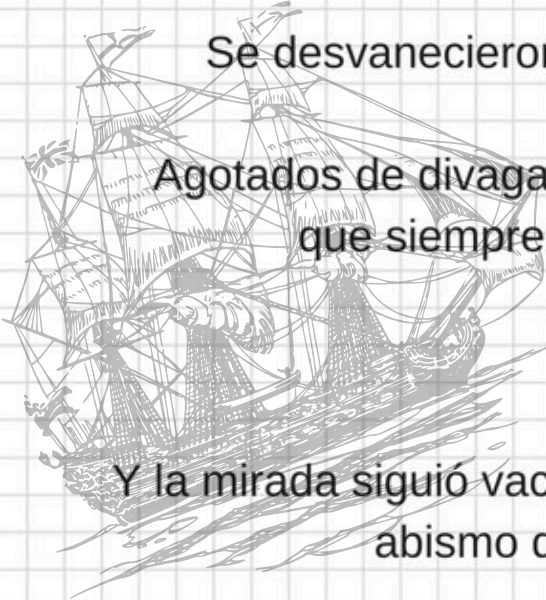 Se desvanecieron
Agotados de divaga
que siempre
Y la mirada siguió vac
abismo d